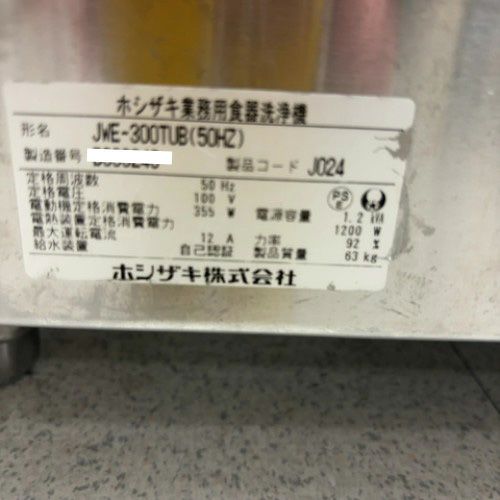 ホシザキ業務用食器洗浄機
形名 JWE-300TUB(50HZ)
製造番号 製品コード J024
定格周波数 50 Hz
定格電圧 100 V
電動機定格消費電力 355 W 電源容量 1.2 kVA
電熱装置定格消費電力 1200 W
最大運転電流 12 A 力率 92 %
給水装置 自己認証 製品質量 63 kg
ホシザキ株式会社
PS E